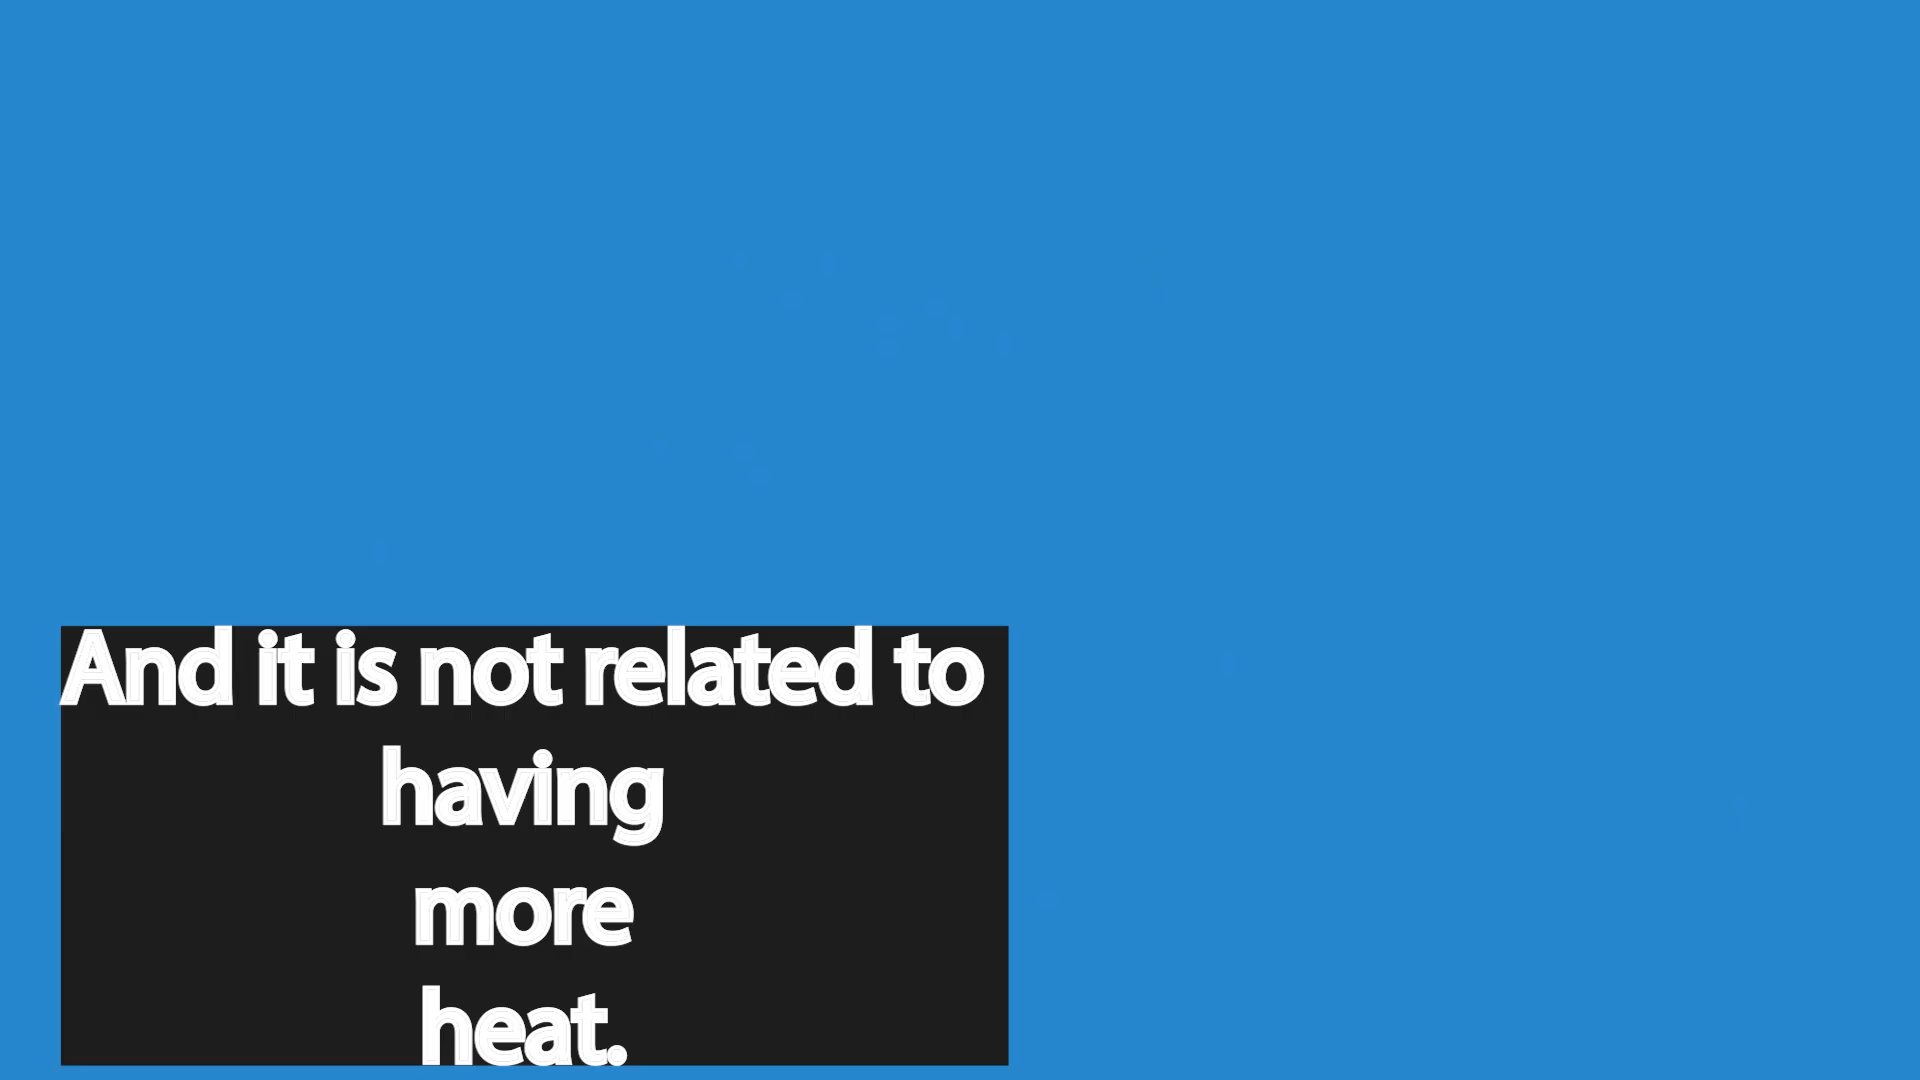 And it is not related to
having
more
heat.